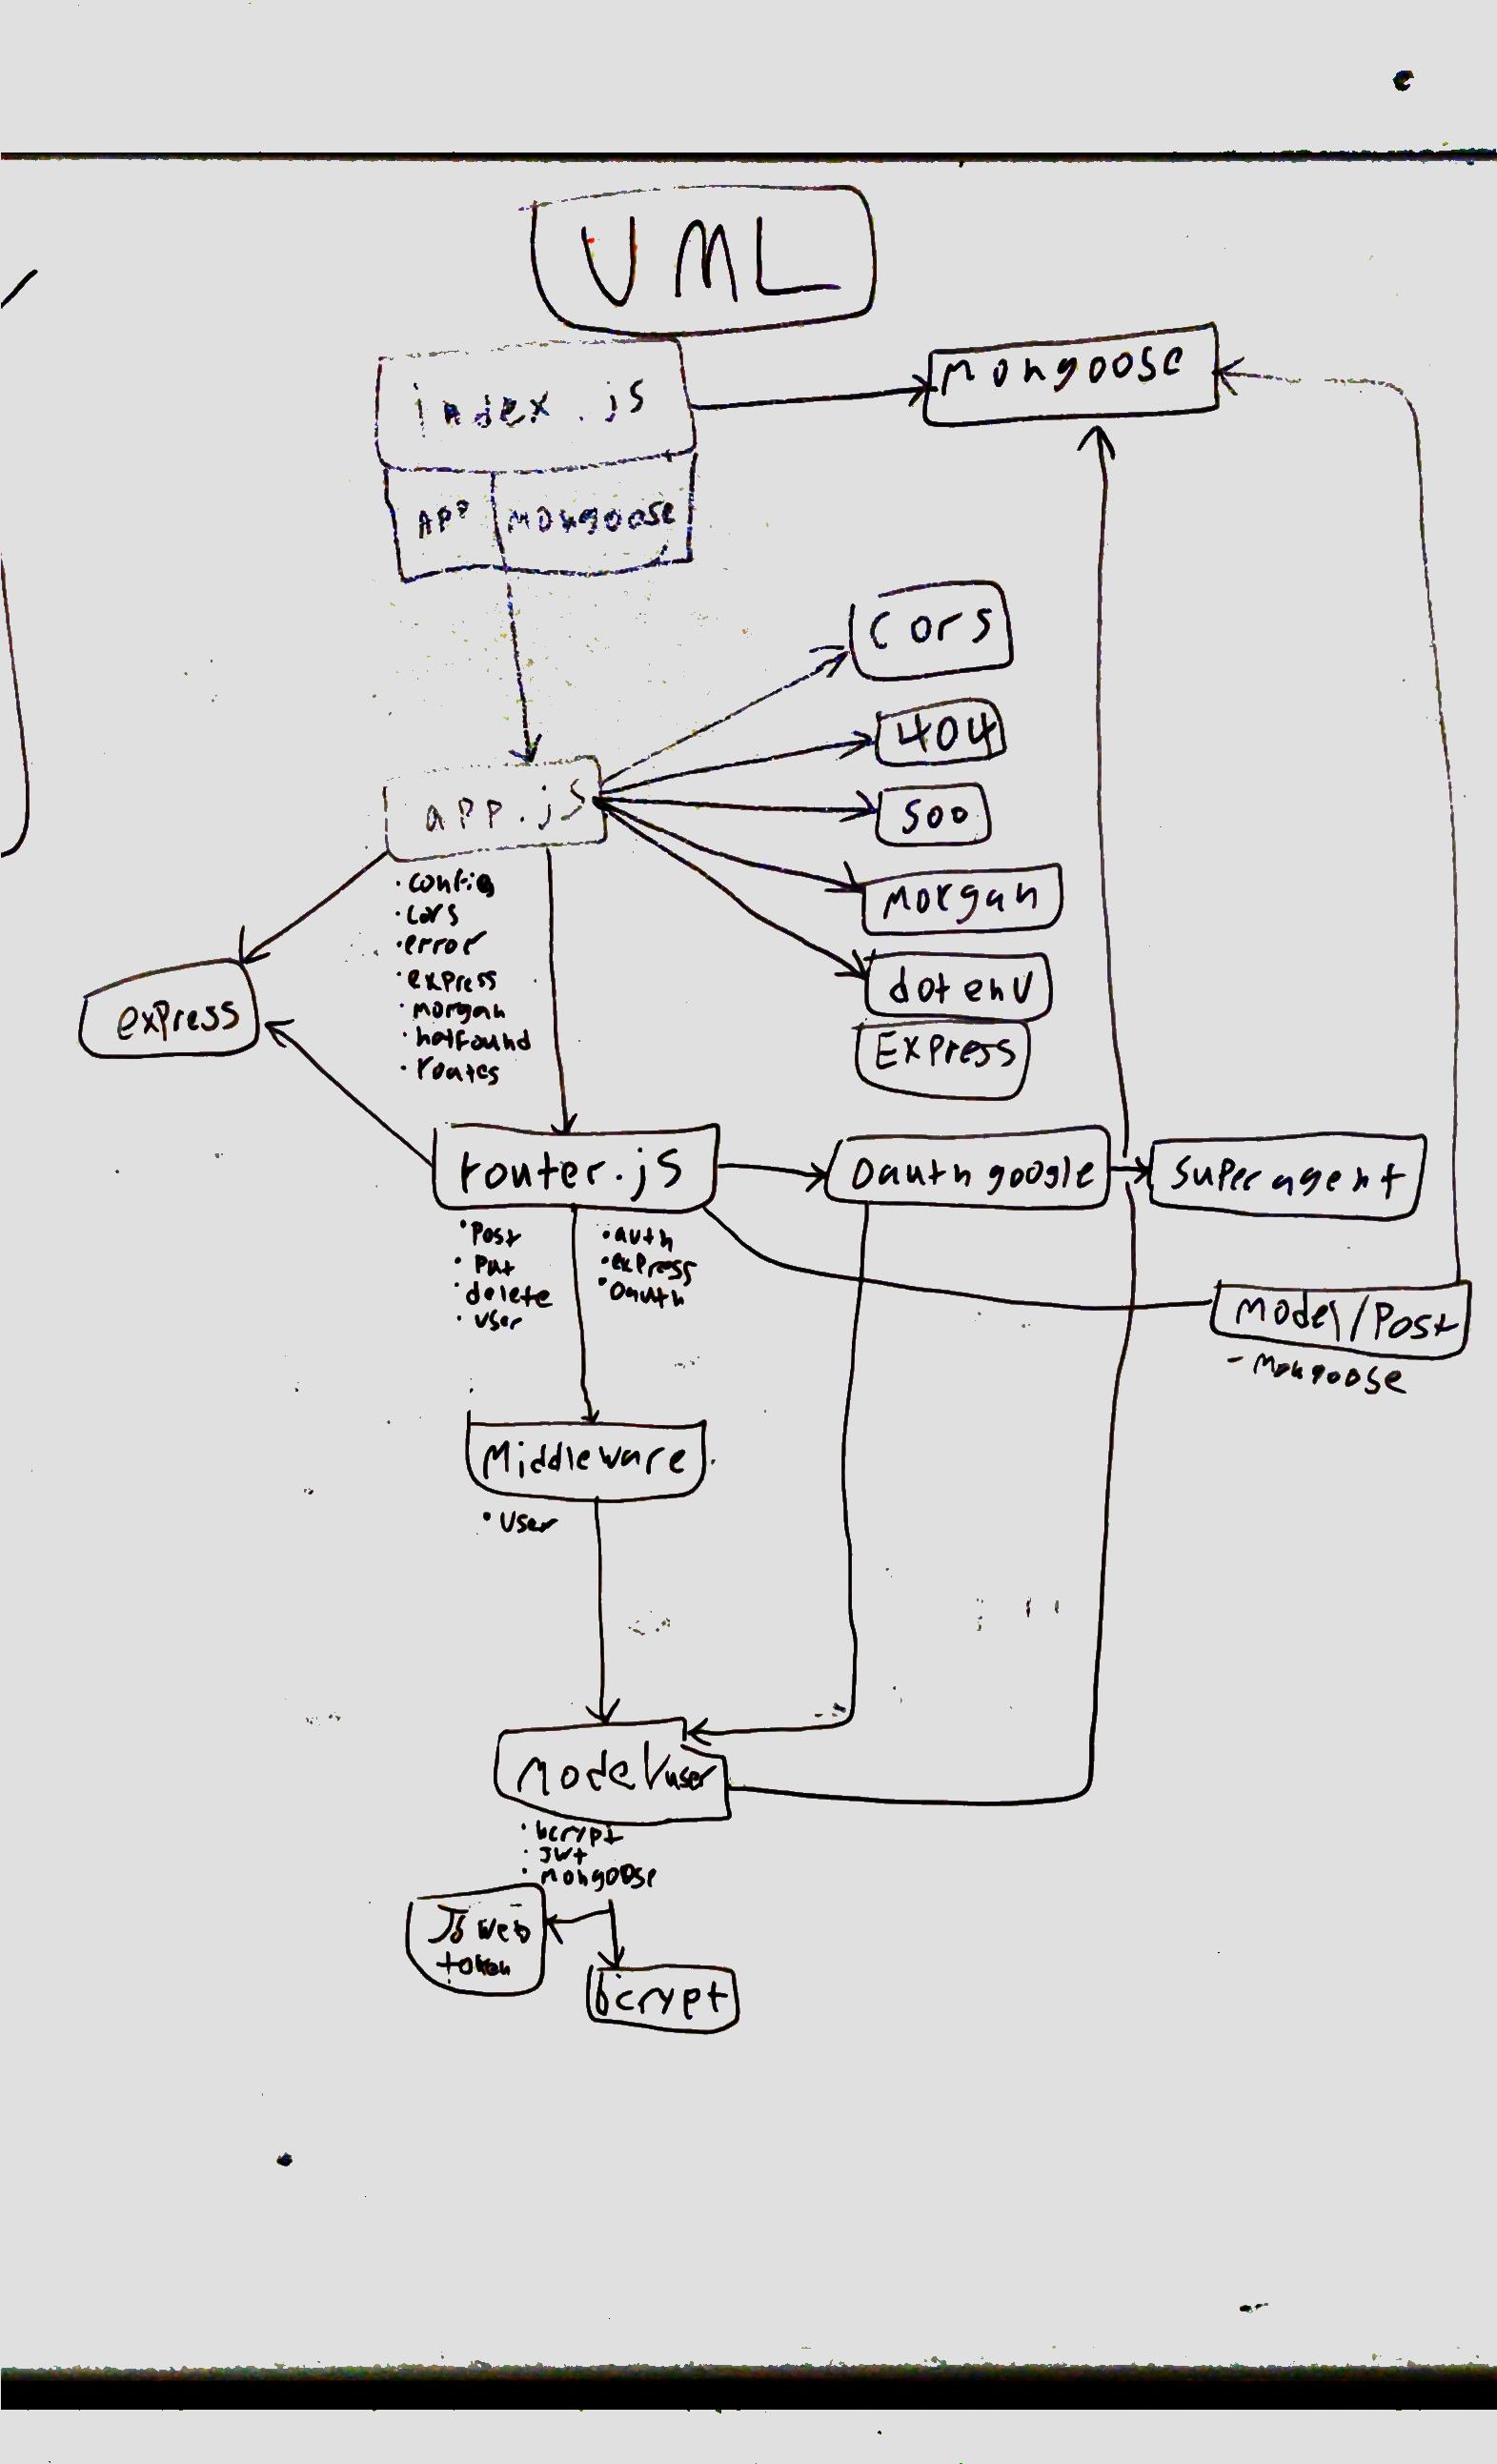 UML
index.js
mongoose
APP
mongoose
cors
404
500
app.js
morgan
• config
• cors
• error
• express
• morgan
• notfound
• routes
dotenv
express
Express
router.js
Oauth google
superagent
• Post
• Put
• delete
• user
• auth
• express
• Oauth
model/Post
- mongoose
Middleware
• user
model/user
• bcrypt
• jwt
• mongoose
JS web
token
bcrypt